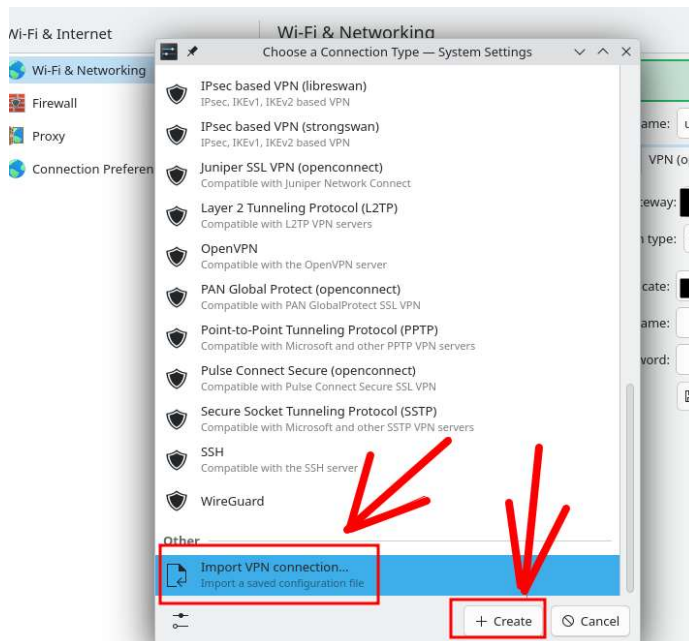 Wi-Fi & Internet
Wi-Fi & Networking
Choose a Connection Type — System Settings
Wi-Fi & Networking
Firewall
Proxy
Connection Preferen
IPsec based VPN (libreswan)
IPsec, IKEv1, IKEv2 based VPN
IPsec based VPN (strongswan)
IPsec, IKEv1, IKEv2 based VPN
Juniper SSL VPN (openconnect)
Compatible with Juniper Network Connect
Layer 2 Tunneling Protocol (L2TP)
Compatible with L2TP VPN servers
OpenVPN
Compatible with the OpenVPN server
PAN Global Protect (openconnect)
Compatible with PAN GlobalProtect SSL VPN
Point-to-Point Tunneling Protocol (PPTP)
Compatible with Microsoft and other PPTP VPN servers
Pulse Connect Secure (openconnect)
Compatible with Pulse Connect Secure SSL VPN
Secure Socket Tunneling Protocol (SSTP)
Compatible with Microsoft and other SSTP VPN servers
SSH
Compatible with the SSH server
WireGuard
Other
Import VPN connection...
Import a saved configuration file
+ Create
Cancel
ame:
VPN (o
eway:
type:
cate:
ame:
word: